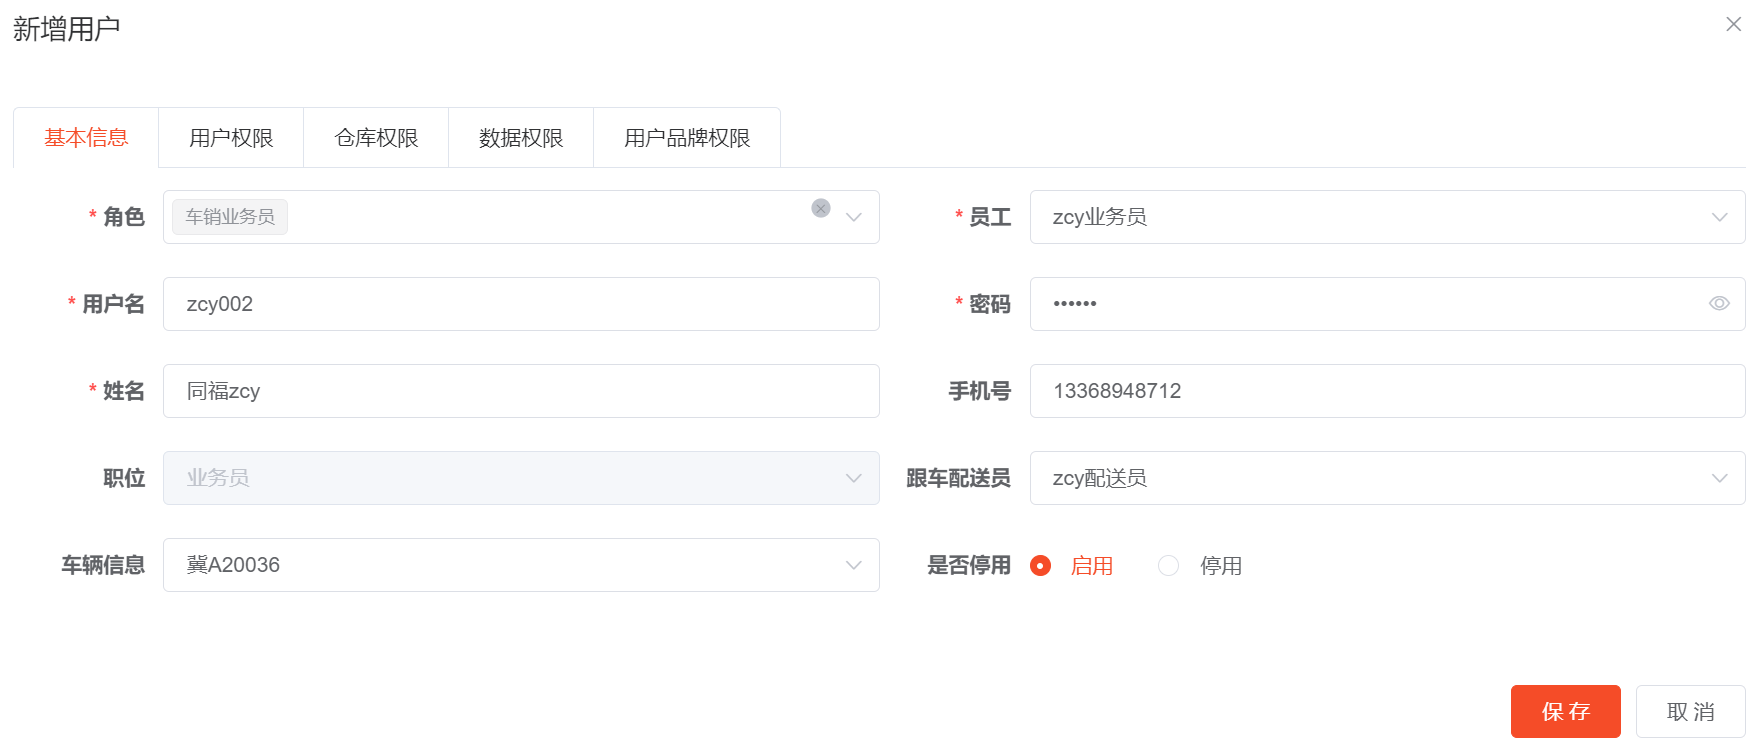 新增用户
基本信息 用户权限 仓库权限 数据权限 用户品牌权限
* 角色 车销业务员 * 员工 zcy业务员
* 用户名 zcy002 * 密码 ••••••
* 姓名 同福zcy 手机号 13368948712
职位 业务员 跟车配送员 zcy配送员
车辆信息 冀A20036 是否停用 启用 停用
保存 取消